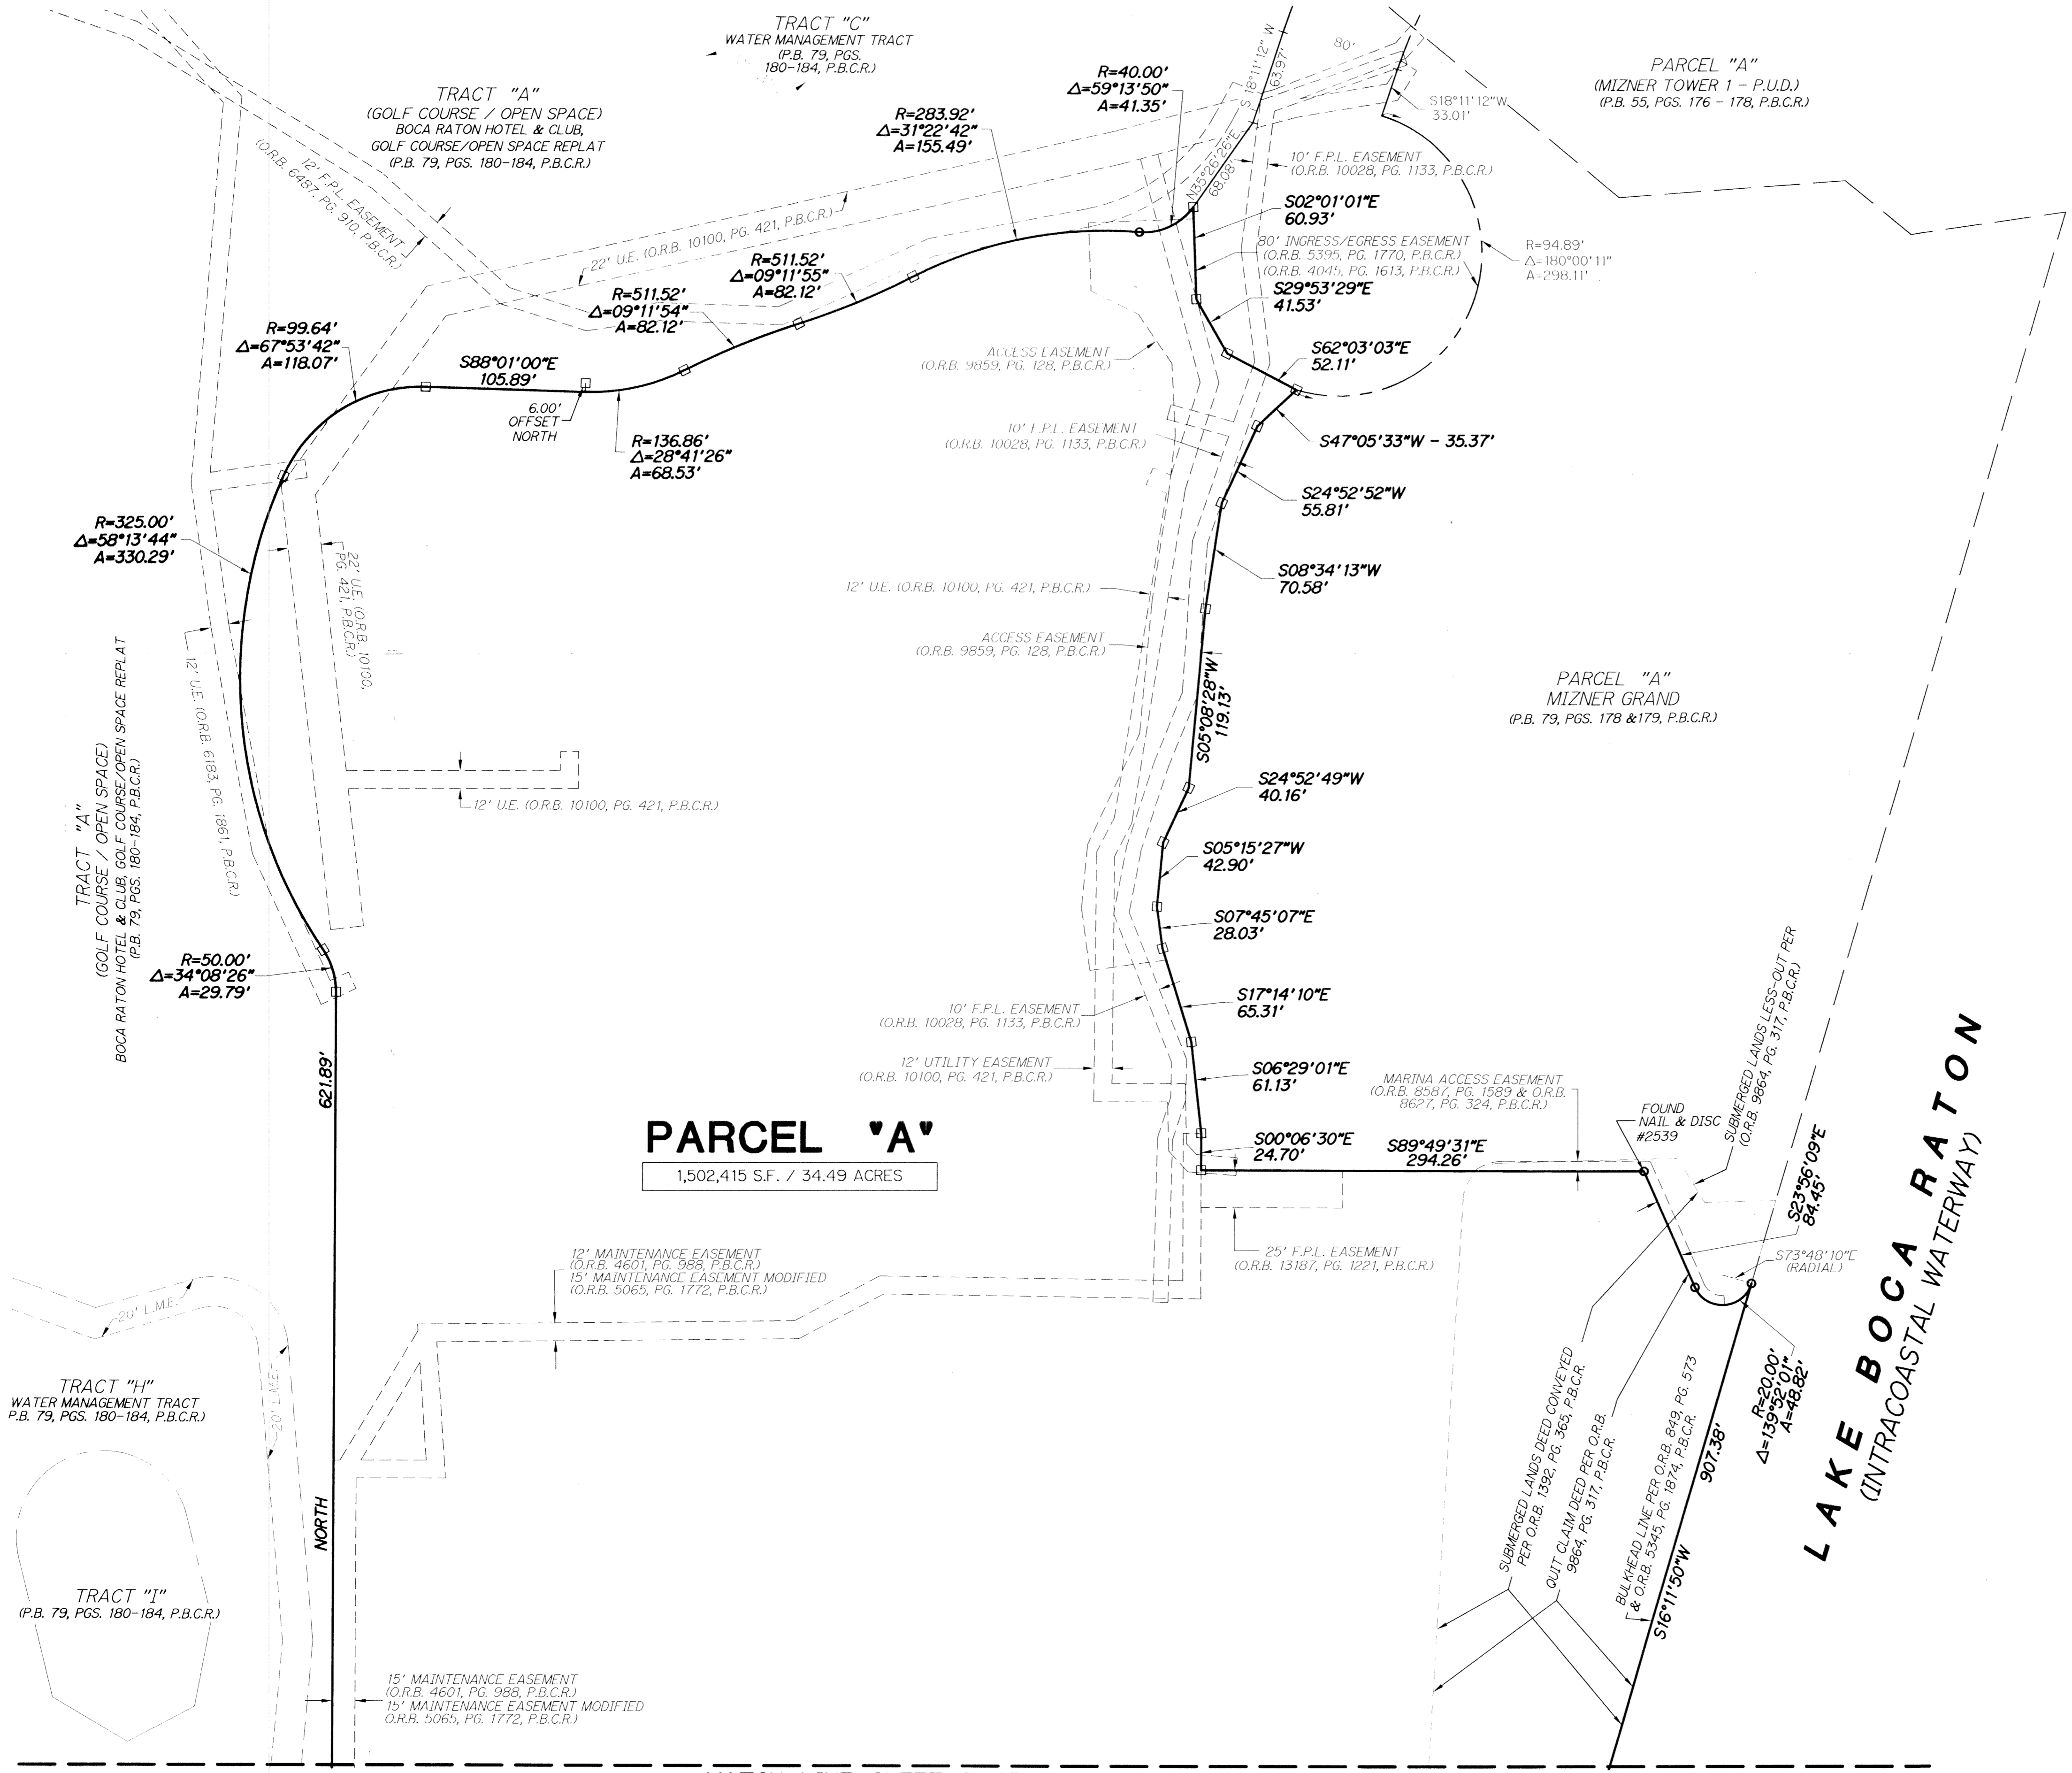 TRACT "C"
WATER MANAGEMENT TRACT
(P.B. 79, PGS.
180-184, P.B.C.R.)
TRACT "A"
(GOLF COURSE / OPEN SPACE)
BOCA RATON HOTEL & CLUB,
GOLF COURSE/OPEN SPACE REPLAT
(P.B. 79, PGS. 180-184, P.B.C.R.)
12' F.P.L. EASEMENT
(O.R.B. 6487, PG. 910, P.B.C.R.)
22' U.E. (O.R.B. 10100, PG. 421, P.B.C.R.)
R=283.92'
Δ=31°22'42"
A=155.49'
R=40.00'
Δ=59°13'50"
A=41.35'
S 18°11'12" W
63.97'
80'
N35°26'26"E
68.08'
S18°11'12"W
33.01'
PARCEL "A"
(MIZNER TOWER 1 - P.U.D.)
(P.B. 55, PGS. 176 - 178, P.B.C.R.)
10' F.P.L. EASEMENT
(O.R.B. 10028, PG. 1133, P.B.C.R.)
S02°01'01"E
60.93'
80' INGRESS/EGRESS EASEMENT
(O.R.B. 5395, PG. 1770, P.B.C.R.)
(O.R.B. 4045, PG. 1613, P.B.C.R.)
R=94.89'
Δ=180°00'11"
A=298.11'
S29°53'29"E
41.53'
S62°03'03"E
52.11'
S47°05'33"W - 35.37'
S24°52'52"W
55.81'
S08°34'13"W
70.58'
R=511.52'
Δ=09°11'55"
A=82.12'
R=511.52'
Δ=09°11'54"
A=82.12'
R=99.64'
Δ=67°53'42"
A=118.07'
S88°01'00"E
105.89'
6.00'
OFFSET
NORTH
R=136.86'
Δ=28°41'26"
A=68.53'
ACCESS EASEMENT
(O.R.B. 9859, PG. 128, P.B.C.R.)
10' F.P.L. EASEMENT
(O.R.B. 10028, PG. 1133, P.B.C.R.)
R=325.00'
Δ=58°13'44"
A=330.29'
22' U.E. (O.R.B. 10100,
PG. 421, P.B.C.R.)
12' U.E. (O.R.B. 10100, PG. 421, P.B.C.R.)
ACCESS EASEMENT
(O.R.B. 9859, PG. 128, P.B.C.R.)
S05°08'28"W
119.13'
PARCEL "A"
MIZNER GRAND
(P.B. 79, PGS. 178 &179, P.B.C.R.)
TRACT "A"
(GOLF COURSE / OPEN SPACE)
BOCA RATON HOTEL & CLUB, GOLF COURSE/OPEN SPACE REPLAT
(P.B. 79, PGS. 180-184, P.B.C.R.)
12' U.E. (O.R.B. 6183, PG. 1861, P.B.C.R.)
12' U.E. (O.R.B. 10100, PG. 421, P.B.C.R.)
S24°52'49"W
40.16'
S05°15'27"W
42.90'
S07°45'07"E
28.03'
R=50.00'
Δ=34°08'26"
A=29.79'
S17°14'10"E
65.31'
10' F.P.L. EASEMENT
(O.R.B. 10028, PG. 1133, P.B.C.R.)
12' UTILITY EASEMENT
(O.R.B. 10100, PG. 421, P.B.C.R.)
S06°29'01"E
61.13'
S00°06'30"E
24.70'
MARINA ACCESS EASEMENT
(O.R.B. 8587, PG. 1589 & O.R.B.
8627, PG. 324, P.B.C.R.)
S89°49'31"E
294.26'
FOUND
NAIL & DISC
#2539
SUBMERGED LANDS LESS-OUT PER
(O.R.B. 9864, PG. 317, P.B.C.R.)
S23°56'09"E
84.45'
S73°48'10"E
(RADIAL)
LAKE BOCA RATON
(INTRACOASTAL WATERWAY)
621.89'
PARCEL "A"
1,502,415 S.F. / 34.49 ACRES
25' F.P.L. EASEMENT
(O.R.B. 13187, PG. 1221, P.B.C.R.)
12' MAINTENANCE EASEMENT
(O.R.B. 4601, PG. 988, P.B.C.R.)
15' MAINTENANCE EASEMENT MODIFIED
(O.R.B. 5065, PG. 1772, P.B.C.R.)
20' L.M.E.
20' L.M.E.
TRACT "H"
WATER MANAGEMENT TRACT
P.B. 79, PGS. 180-184, P.B.C.R.)
NORTH
TRACT "I"
(P.B. 79, PGS. 180-184, P.B.C.R.)
15' MAINTENANCE EASEMENT
(O.R.B. 4601, PG. 988, P.B.C.R.)
15' MAINTENANCE EASEMENT MODIFIED
O.R.B. 5065, PG. 1772, P.B.C.R.)
SUBMERGED LANDS DEED CONVEYED
PER O.R.B. 1392, PG. 365, P.B.C.R.
QUIT CLAIM DEED PER O.R.B.
9864, PG. 317, P.B.C.R.
BULKHEAD LINE PER O.R.B. 849, PG. 573
& O.R.B. 5345, PG. 1874, P.B.C.R.
S16°11'50"W
907.38'
R=20.00'
Δ=139°52'01"
A=48.82'